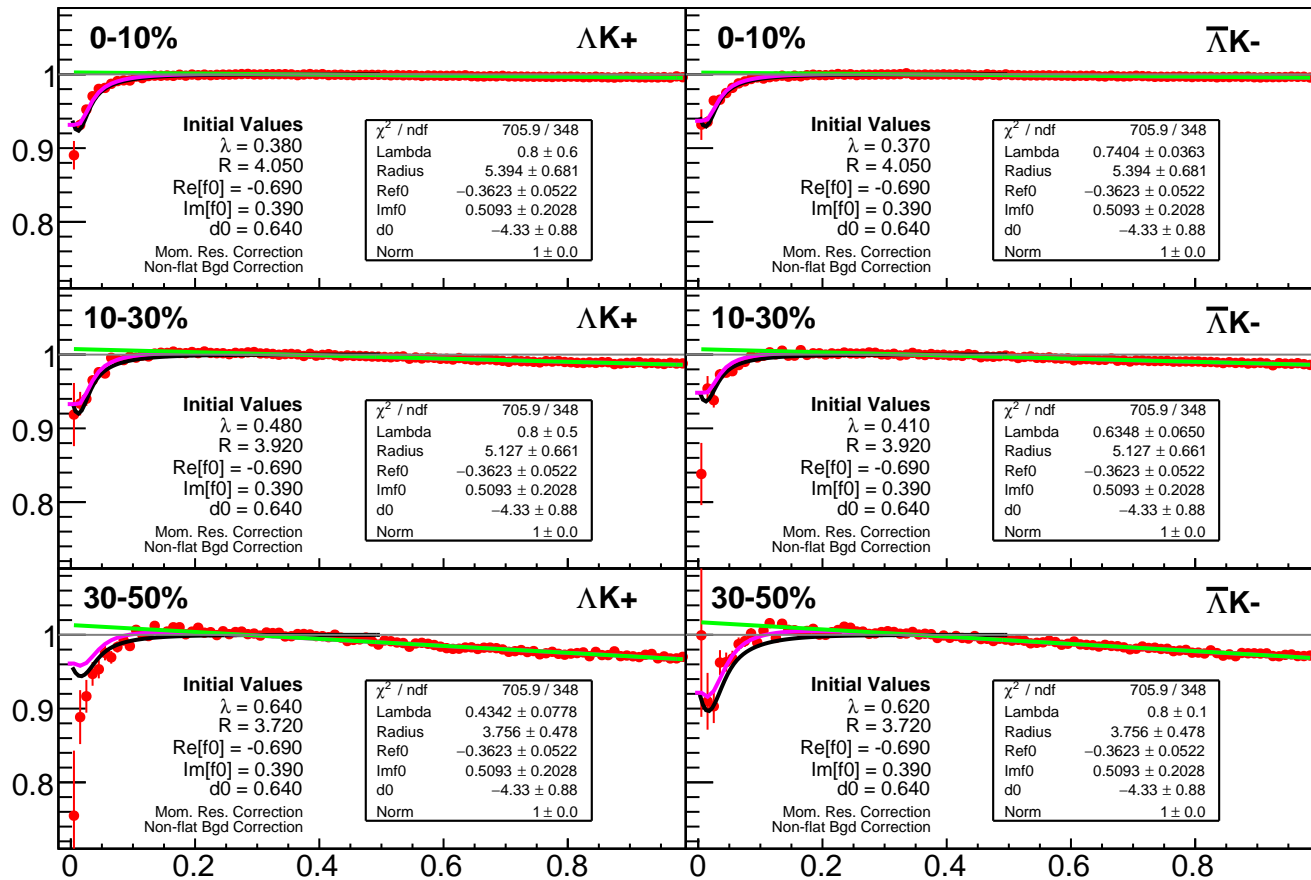 0-10%
ΛK+
1
0.9
0.8
Initial Values
λ = 0.380
R = 4.050
Re[f0] = -0.690
Im[f0] = 0.390
d0 = 0.640
Mom. Res. Correction
Non-flat Bgd Correction
χ² / ndf 705.9 / 348
Lambda 0.8 ± 0.6
Radius 5.394 ± 0.681
Ref0 −0.3623 ± 0.0522
Imf0 0.5093 ± 0.2028
d0 −4.33 ± 0.88
Norm 1 ± 0.0
0-10%
Λ̅K-
Initial Values
λ = 0.370
R = 4.050
Re[f0] = -0.690
Im[f0] = 0.390
d0 = 0.640
Mom. Res. Correction
Non-flat Bgd Correction
χ² / ndf 705.9 / 348
Lambda 0.7404 ± 0.0363
Radius 5.394 ± 0.681
Ref0 −0.3623 ± 0.0522
Imf0 0.5093 ± 0.2028
d0 −4.33 ± 0.88
Norm 1 ± 0.0
10-30%
ΛK+
1
0.9
0.8
Initial Values
λ = 0.480
R = 3.920
Re[f0] = -0.690
Im[f0] = 0.390
d0 = 0.640
Mom. Res. Correction
Non-flat Bgd Correction
χ² / ndf 705.9 / 348
Lambda 0.8 ± 0.5
Radius 5.127 ± 0.661
Ref0 −0.3623 ± 0.0522
Imf0 0.5093 ± 0.2028
d0 −4.33 ± 0.88
Norm 1 ± 0.0
10-30%
Λ̅K-
Initial Values
λ = 0.410
R = 3.920
Re[f0] = -0.690
Im[f0] = 0.390
d0 = 0.640
Mom. Res. Correction
Non-flat Bgd Correction
χ² / ndf 705.9 / 348
Lambda 0.6348 ± 0.0650
Radius 5.127 ± 0.661
Ref0 −0.3623 ± 0.0522
Imf0 0.5093 ± 0.2028
d0 −4.33 ± 0.88
Norm 1 ± 0.0
30-50%
ΛK+
1
0.9
0.8
Initial Values
λ = 0.640
R = 3.720
Re[f0] = -0.690
Im[f0] = 0.390
d0 = 0.640
Mom. Res. Correction
Non-flat Bgd Correction
χ² / ndf 705.9 / 348
Lambda 0.4342 ± 0.0778
Radius 3.756 ± 0.478
Ref0 −0.3623 ± 0.0522
Imf0 0.5093 ± 0.2028
d0 −4.33 ± 0.88
Norm 1 ± 0.0
30-50%
Λ̅K-
Initial Values
λ = 0.620
R = 3.720
Re[f0] = -0.690
Im[f0] = 0.390
d0 = 0.640
Mom. Res. Correction
Non-flat Bgd Correction
χ² / ndf 705.9 / 348
Lambda 0.8 ± 0.1
Radius 3.756 ± 0.478
Ref0 −0.3623 ± 0.0522
Imf0 0.5093 ± 0.2028
d0 −4.33 ± 0.88
Norm 1 ± 0.0
0 0.2 0.4 0.6 0.8 0 0.2 0.4 0.6 0.8